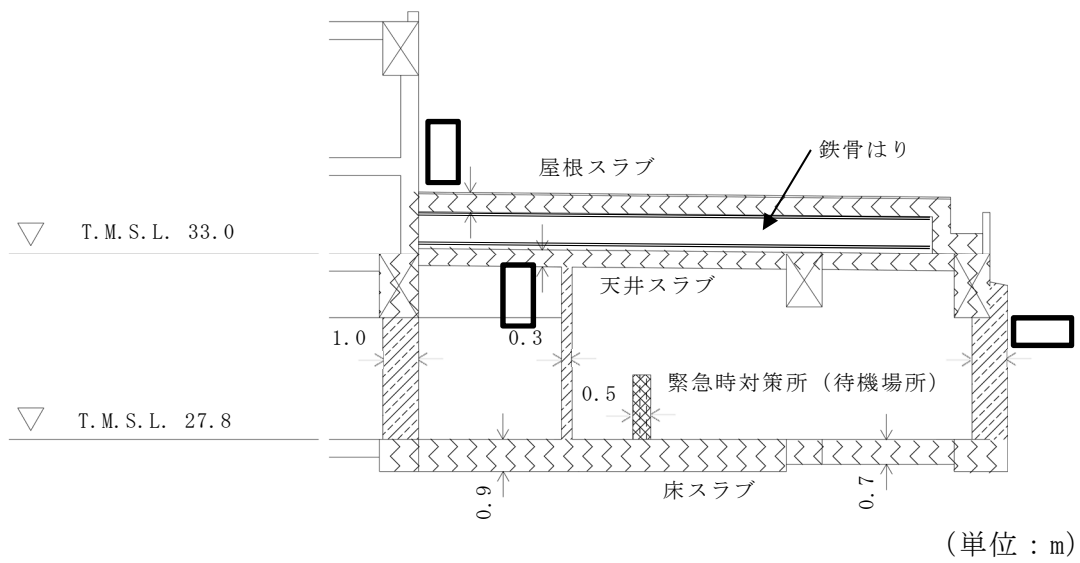 鉄骨はり
屋根スラブ
T.M.S.L. 33.0
天井スラブ
1.0
0.3
緊急時対策所（待機場所）
0.5
T.M.S.L. 27.8
床スラブ
0.9
0.7
（単位：m）